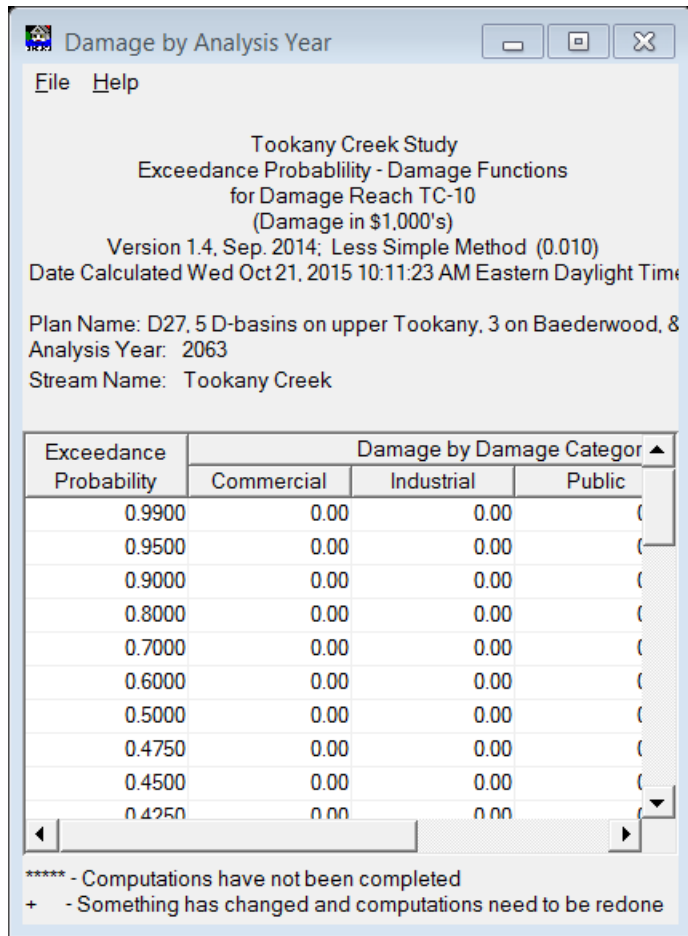 Damage by Analysis Year
File Help
Tookany Creek Study
Exceedance Probablility - Damage Functions
for Damage Reach TC-10
(Damage in $1,000's)
Version 1.4, Sep. 2014; Less Simple Method (0.010)
Date Calculated Wed Oct 21, 2015 10:11:23 AM Eastern Daylight Time
Plan Name: D27, 5 D-basins on upper Tookany, 3 on Baederwood, &
Analysis Year: 2063
Stream Name: Tookany Creek
Exceedance Probability Damage by Damage Categor
Commercial Industrial Public
0.9900 0.00 0.00
0.9500 0.00 0.00
0.9000 0.00 0.00
0.8000 0.00 0.00
0.7000 0.00 0.00
0.6000 0.00 0.00
0.5000 0.00 0.00
0.4750 0.00 0.00
0.4500 0.00 0.00
0.4250 0.00 0.00
***** - Computations have not been completed
+ - Something has changed and computations need to be redone